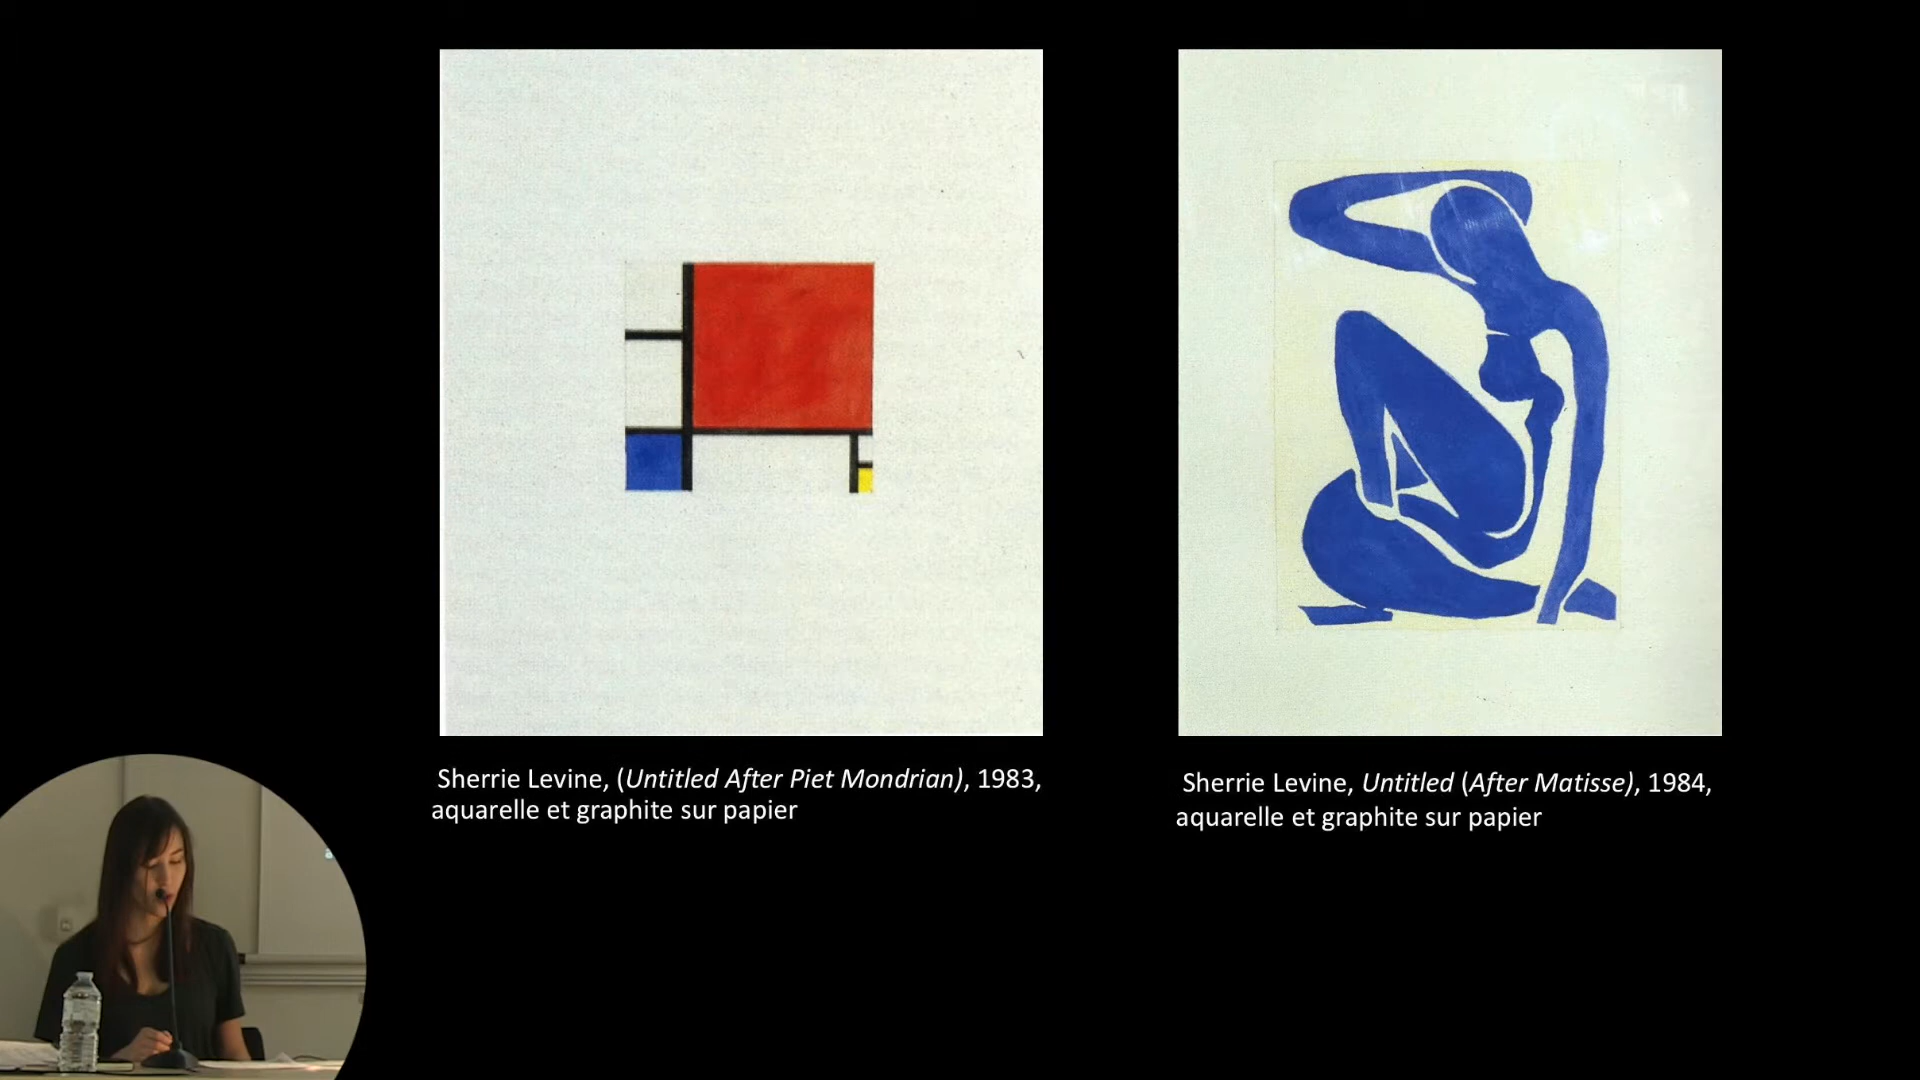 Sherrie Levine, (Untitled After Piet Mondrian), 1983,
aquarelle et graphite sur papier
Sherrie Levine, Untitled (After Matisse), 1984,
aquarelle et graphite sur papier